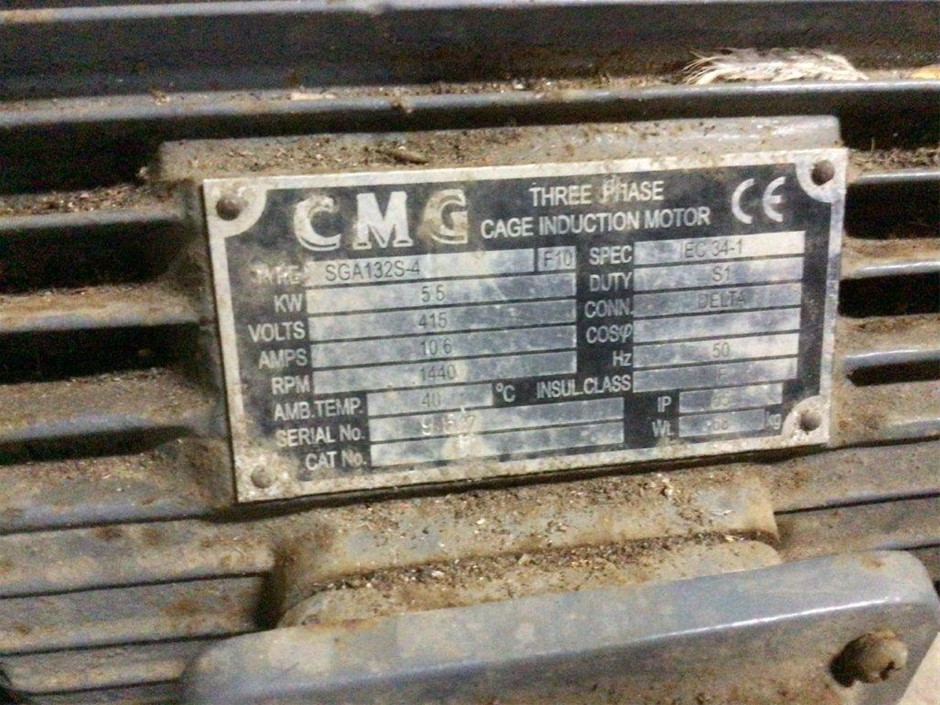 CMG THREE PHASE
CAGE INDUCTION MOTOR CE
TYPE SGA132S-4 F10 SPEC IEC 34-1
KW 5.5 DUTY S1
VOLTS 415 CONN. DELTA
AMPS 10.6 COSφ
RPM 1440 Hz 50
AMB.TEMP. 40 °C INSUL.CLASS F
SERIAL No. IP
CAT No. Wt. 68 kg